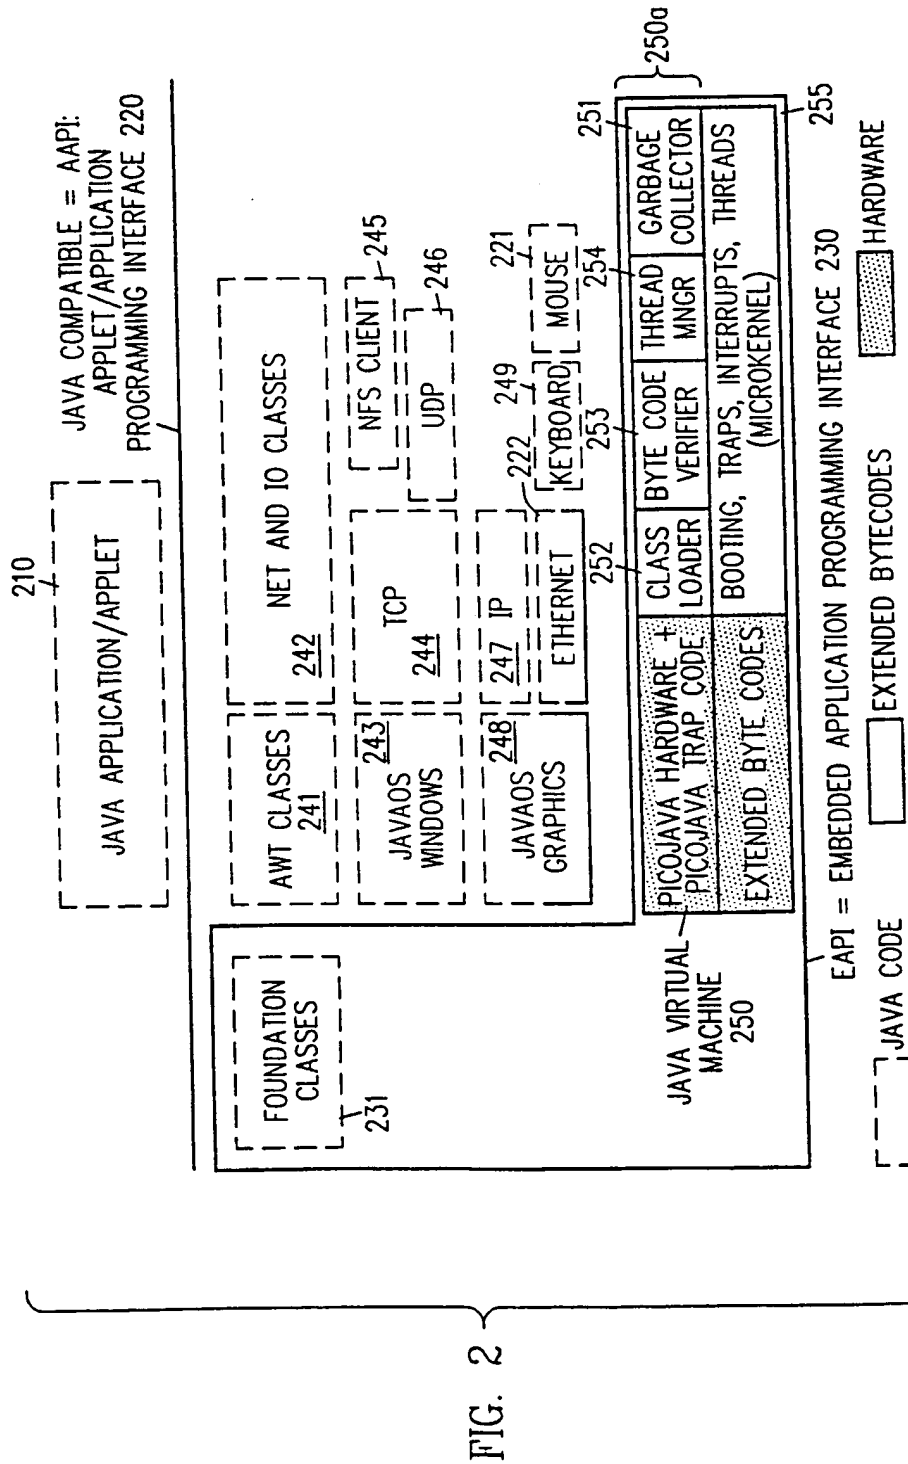 210
JAVA APPLICATION/APPLET
JAVA COMPATIBLE = AAPI:
APPLET/APPLICATION
PROGRAMMING INTERFACE 220
FOUNDATION
CLASSES
231
AWT CLASSES
241
NET AND IO CLASSES
242
243
JAVAOS
WINDOWS
TCP
244
NFS CLIENT
245
UDP
246
248
JAVAOS
GRAPHICS
IP
247
222
ETHERNET
249
KEYBOARD
221
MOUSE
JAVA VIRTUAL
MACHINE
250
PICOJAVA HARDWARE +
PICOJAVA TRAP CODE
EXTENDED BYTE CODES
252
CLASS
LOADER
253
BYTE CODE
VERIFIER
254
THREAD
MNGR
251
GARBAGE
COLLECTOR
250a
BOOTING, TRAPS, INTERRUPTS, THREADS
(MICROKERNEL)
255
EAPI = EMBEDDED APPLICATION PROGRAMMING INTERFACE 230
JAVA CODE
EXTENDED BYTECODES
HARDWARE
FIG. 2